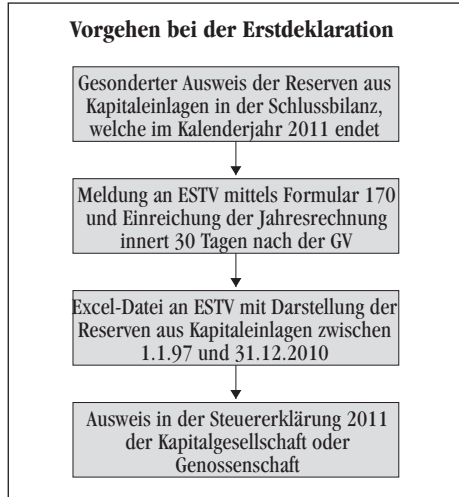 Vorgehen bei der Erstdeklaration
Gesonderter Ausweis der Reserven aus
Kapitaleinlagen in der Schlussbilanz,
welche im Kalenderjahr 2011 endet
Meldung an ESTV mittels Formular 170
und Einreichung der Jahresrechnung
innert 30 Tagen nach der GV
Excel-Datei an ESTV mit Darstellung der
Reserven aus Kapitaleinlagen zwischen
1.1.97 und 31.12.2010
Ausweis in der Steuererklärung 2011
der Kapitalgesellschaft oder
Genossenschaft